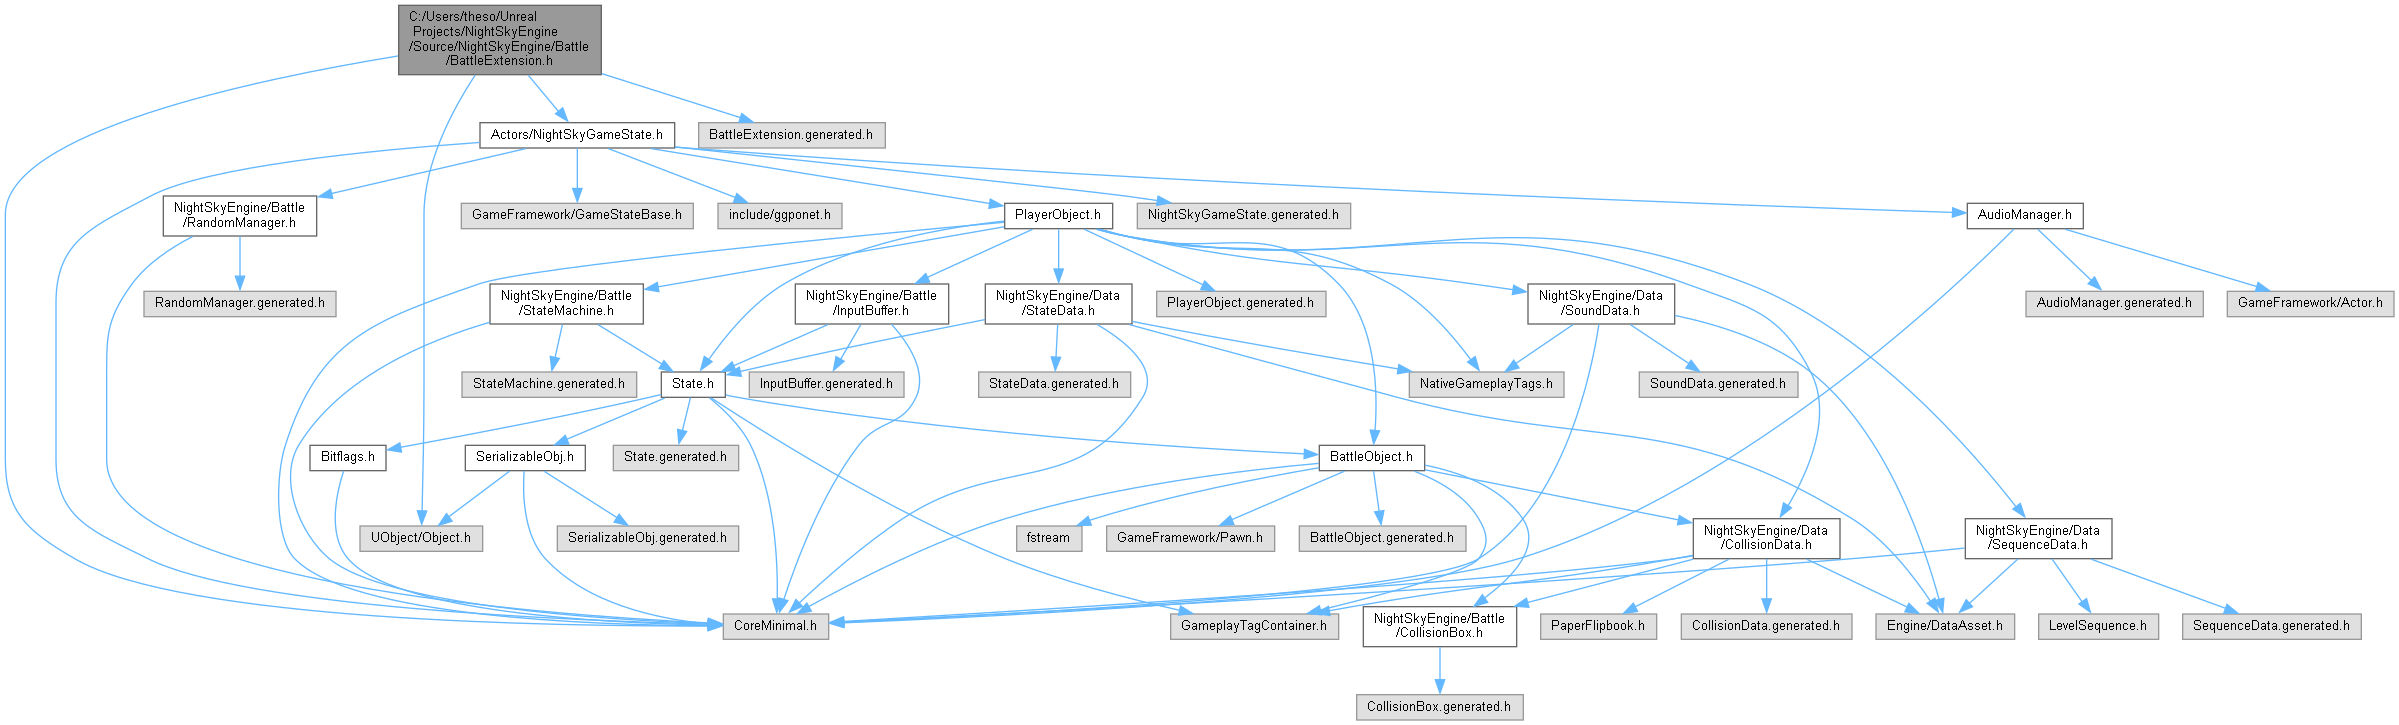 C:/Users/theso/Unreal
Projects/NightSkyEngine
/Source/NightSkyEngine/Battle
/BattleExtension.h
Actors/NightSkyGameState.h
BattleExtension.generated.h
NightSkyEngine/Battle
/RandomManager.h
GameFramework/GameStateBase.h
include/ggponet.h
PlayerObject.h
NightSkyGameState.generated.h
AudioManager.h
RandomManager.generated.h
NightSkyEngine/Battle
/StateMachine.h
NightSkyEngine/Battle
/InputBuffer.h
NightSkyEngine/Data
/StateData.h
PlayerObject.generated.h
NightSkyEngine/Data
/SoundData.h
AudioManager.generated.h
GameFramework/Actor.h
StateMachine.generated.h
State.h
InputBuffer.generated.h
StateData.generated.h
NativeGameplayTags.h
SoundData.generated.h
Bitflags.h
SerializableObj.h
State.generated.h
BattleObject.h
UObject/Object.h
SerializableObj.generated.h
fstream
GameFramework/Pawn.h
BattleObject.generated.h
NightSkyEngine/Data
/CollisionData.h
NightSkyEngine/Data
/SequenceData.h
CoreMinimal.h
GameplayTagContainer.h
NightSkyEngine/Battle
/CollisionBox.h
PaperFlipbook.h
CollisionData.generated.h
Engine/DataAsset.h
LevelSequence.h
SequenceData.generated.h
CollisionBox.generated.h